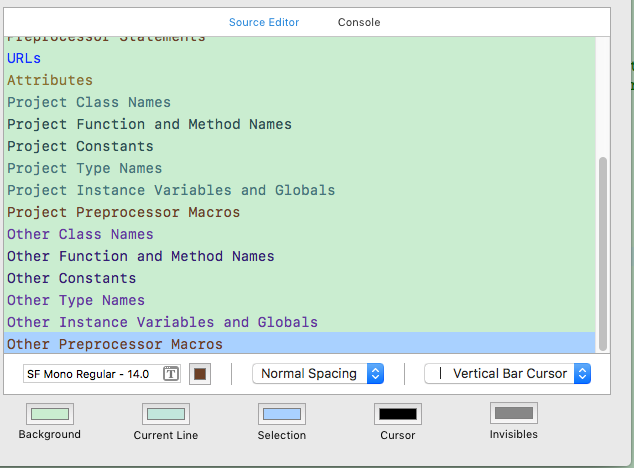 Source Editor Console
Preprocessor Statements
URLs
Attributes
Project Class Names
Project Function and Method Names
Project Constants
Project Type Names
Project Instance Variables and Globals
Project Preprocessor Macros
Other Class Names
Other Function and Method Names
Other Constants
Other Type Names
Other Instance Variables and Globals
Other Preprocessor Macros
SF Mono Regular - 14.0 T Normal Spacing Vertical Bar Cursor
Background Current Line Selection Cursor Invisibles